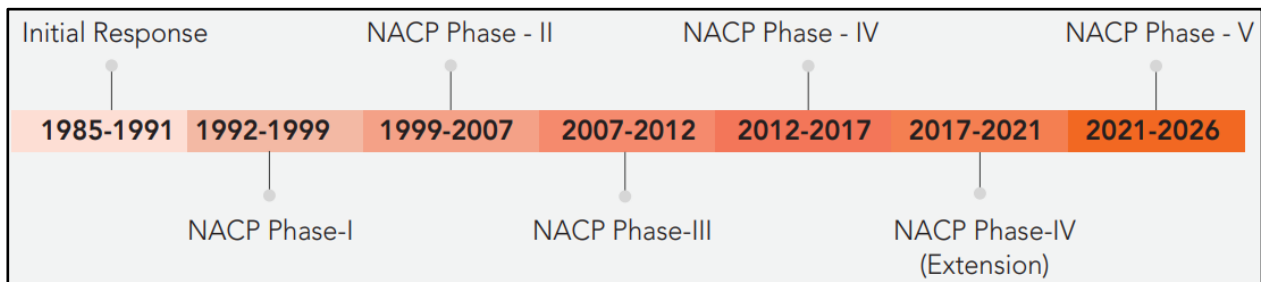 Initial Response
NACP Phase - II
NACP Phase - IV
NACP Phase - V
1985-1991
1992-1999
1999-2007
2007-2012
2012-2017
2017-2021
2021-2026
NACP Phase-I
NACP Phase-III
NACP Phase-IV
(Extension)